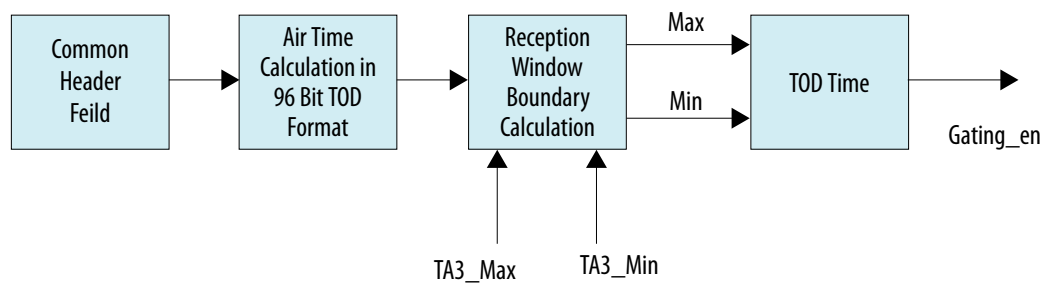 Common
Header
Feild
Air Time
Calculation in
96 Bit TOD
Format
Reception
Window
Boundary
Calculation
Max
Min
TOD Time
Gating_en
TA3_Max
TA3_Min